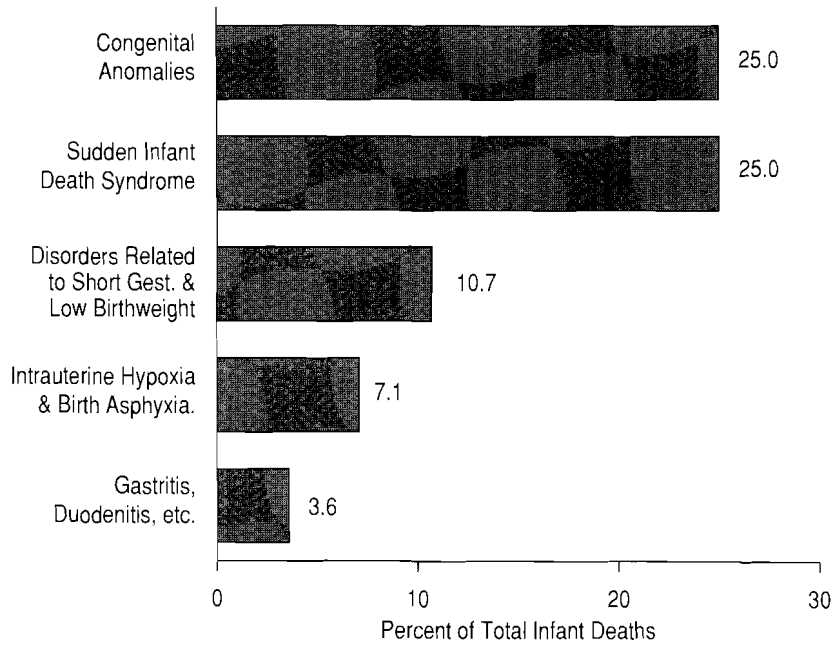 Congenital
Anomalies
25.0
Sudden Infant
Death Syndrome
25.0
Disorders Related
to Short Gest. &
Low Birthweight
10.7
Intrauterine Hypoxia
& Birth Asphyxia.
7.1
Gastritis,
Duodenitis, etc.
3.6
0 10 20 30
Percent of Total Infant Deaths